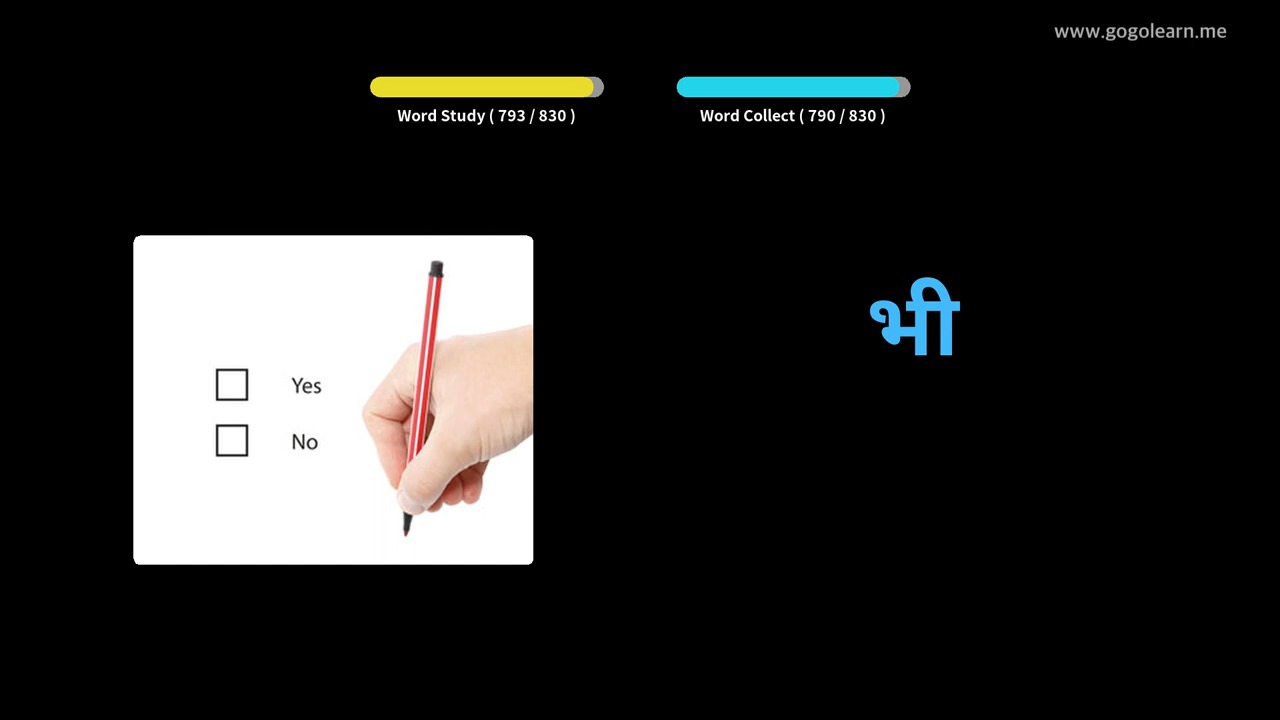 www.gogolearn.me
Word Study ( 793 / 830 )
Word Collect ( 790 / 830 )
Yes
No
भी